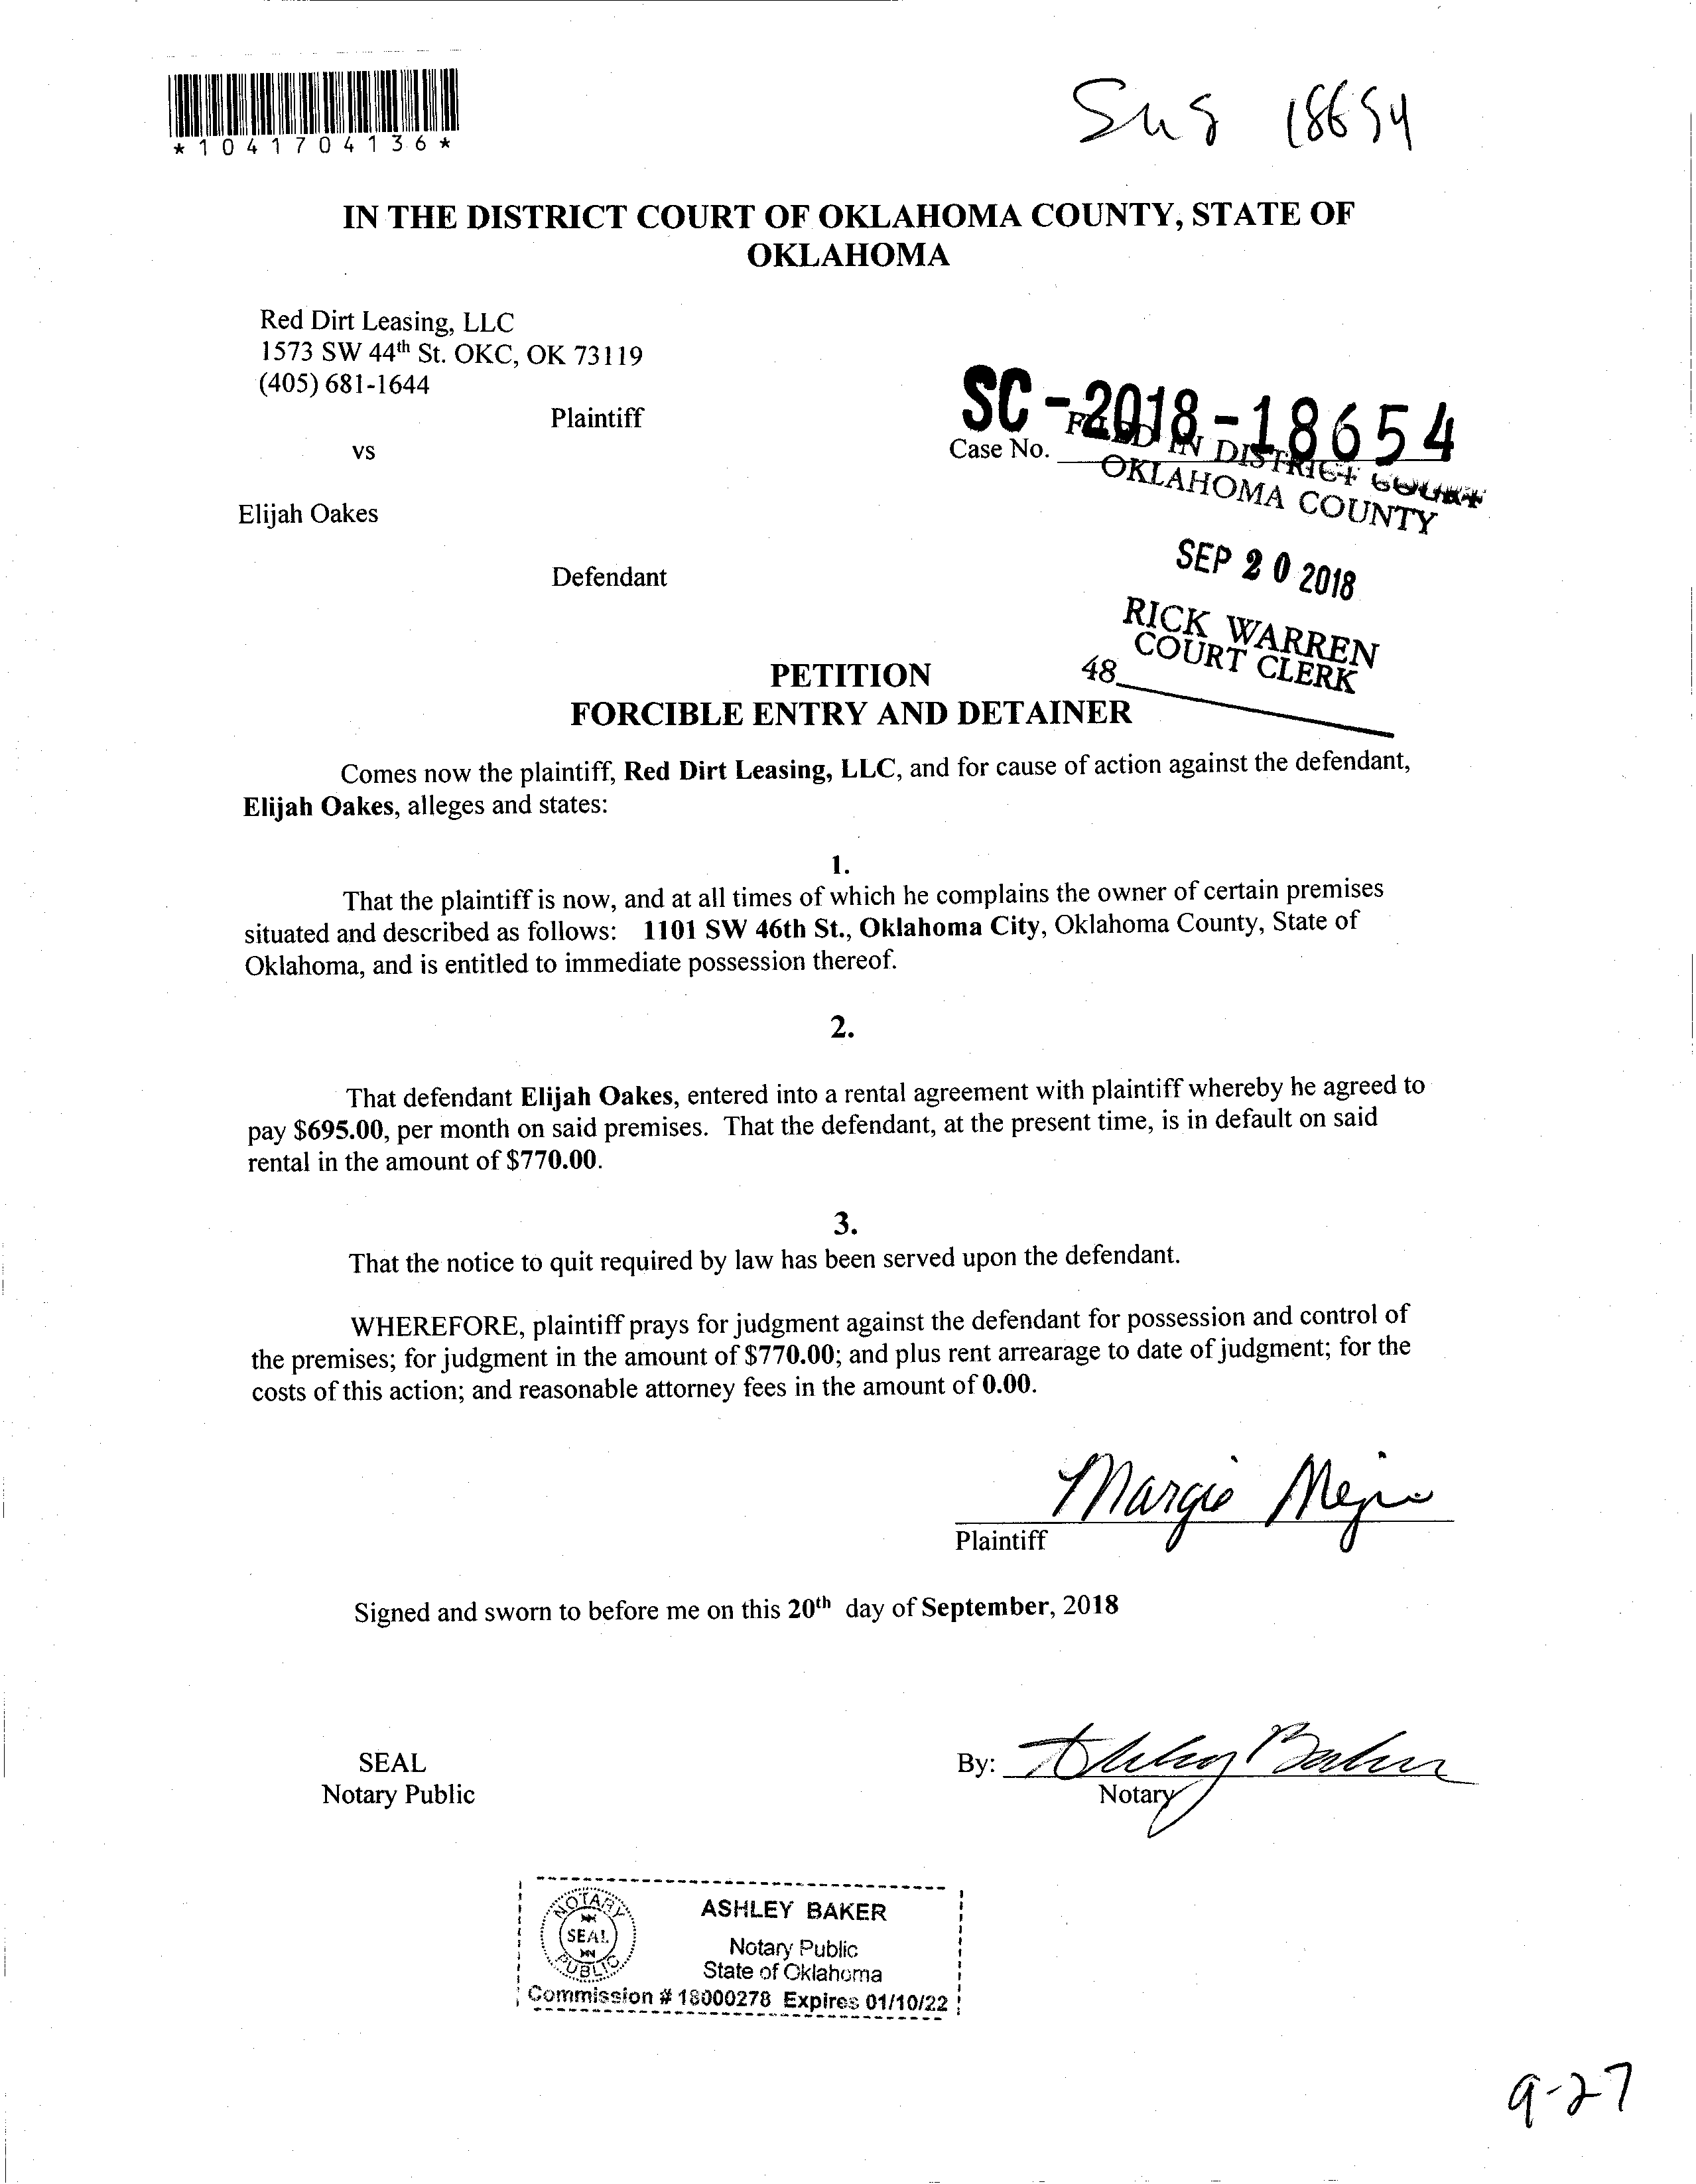 *1041704136*
18654
IN THE DISTRICT COURT OF OKLAHOMA COUNTY, STATE OF
OKLAHOMA
Red Dirt Leasing, LLC
1573 SW 44th St. OKC, OK 73119
(405) 681-1644
Plaintiff
vs
SC-2018-18654
Case No.
FILED IN DISTRICT COURT
OKLAHOMA COUNTY
Elijah Oakes
SEP 20 2018
Defendant
RICK WARREN
COURT CLERK
48
PETITION
FORCIBLE ENTRY AND DETAINER
Comes now the plaintiff, Red Dirt Leasing, LLC, and for cause of action against the defendant,
Elijah Oakes, alleges and states:
1.
That the plaintiff is now, and at all times of which he complains the owner of certain premises
situated and described as follows: 1101 SW 46th St., Oklahoma City, Oklahoma County, State of
Oklahoma, and is entitled to immediate possession thereof.
2.
That defendant Elijah Oakes, entered into a rental agreement with plaintiff whereby he agreed to
pay $695.00, per month on said premises. That the defendant, at the present time, is in default on said
rental in the amount of $770.00.
3.
That the notice to quit required by law has been served upon the defendant.
WHEREFORE, plaintiff prays for judgment against the defendant for possession and control of
the premises; for judgment in the amount of $770.00; and plus rent arrearage to date of judgment; for the
costs of this action; and reasonable attorney fees in the amount of 0.00.
Margie Mejia
Plaintiff
Signed and sworn to before me on this 20th day of September, 2018
SEAL
Notary Public
By: Ashley Baker
Notary
NOTARY
SEAL
PUBLIC
ASHLEY BAKER
Notary Public
State of Oklahoma
Commission # 18000278 Expires 01/10/22
9-27